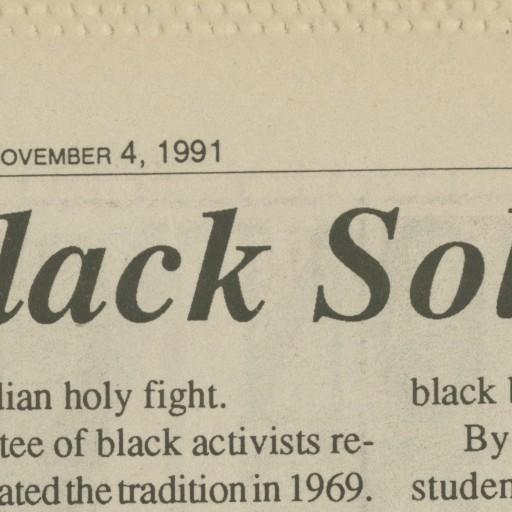 OVEMBER 4, 1991
lack Sol
lian holy fight.
tee of black activists re-
ated the tradition in 1969.
black b
By
studen